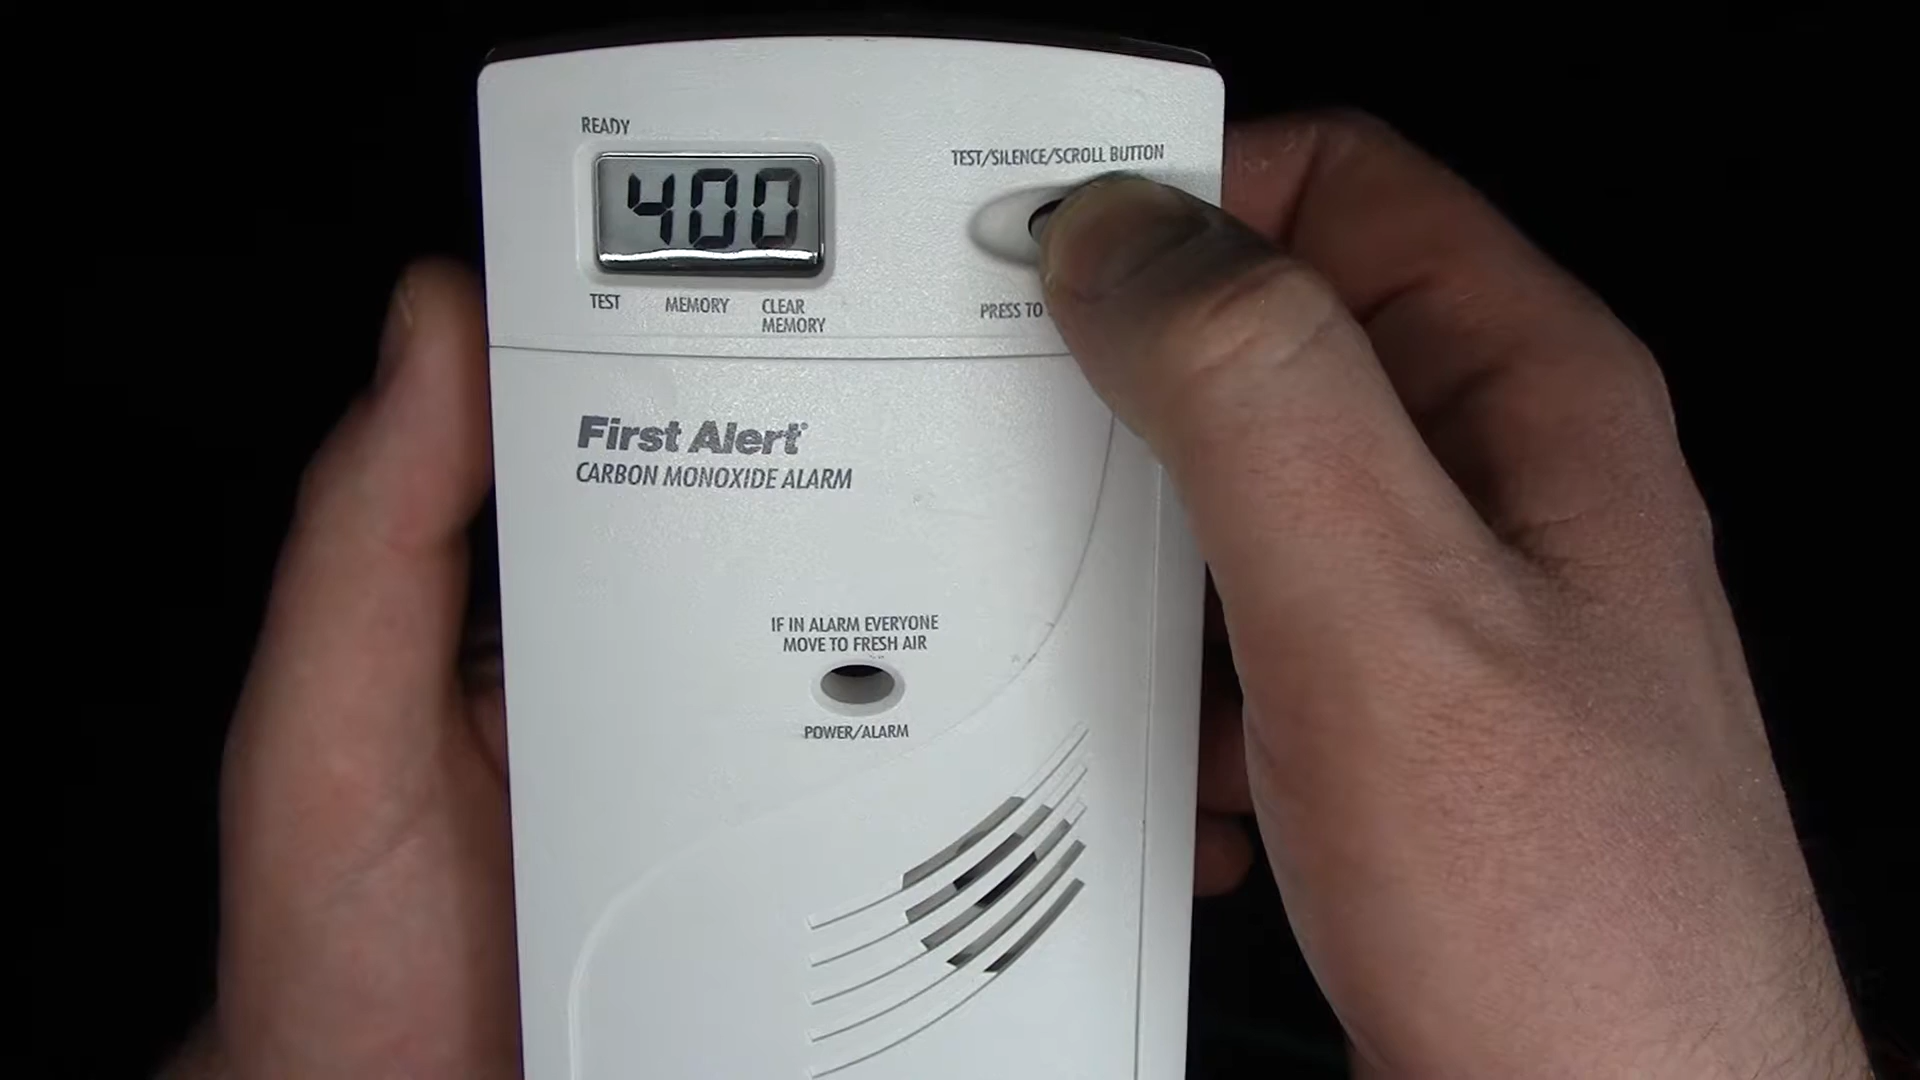 READY
400
TEST/SILENCE/SCROLL BUTTON
TEST
MEMORY
CLEAR
MEMORY
PRESS TO
First Alert
CARBON MONOXIDE ALARM
IF IN ALARM EVERYONE
MOVE TO FRESH AIR
POWER/ALARM